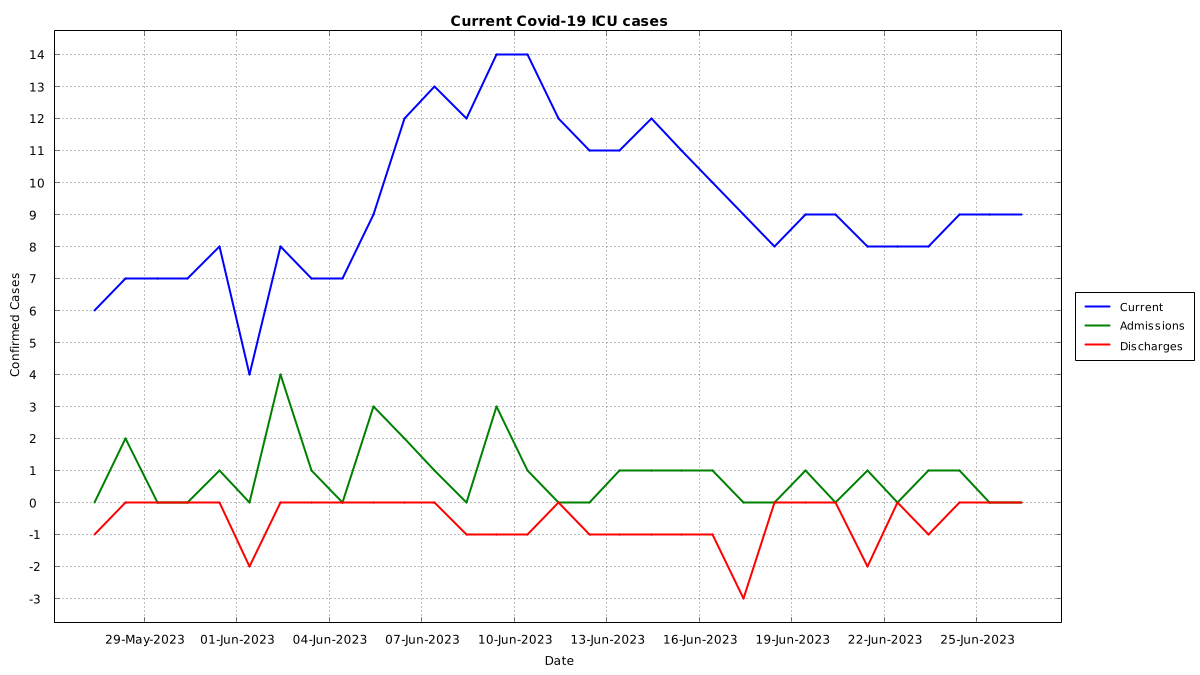 Current Covid-19 ICU cases
14
13
12
11
10
9
8
7
6
5
4
3
2
1
0
-1
-2
-3
Confirmed Cases
29-May-2023 01-Jun-2023 04-Jun-2023 07-Jun-2023 10-Jun-2023 13-Jun-2023 16-Jun-2023 19-Jun-2023 22-Jun-2023 25-Jun-2023
Date
Current
Admissions
Discharges